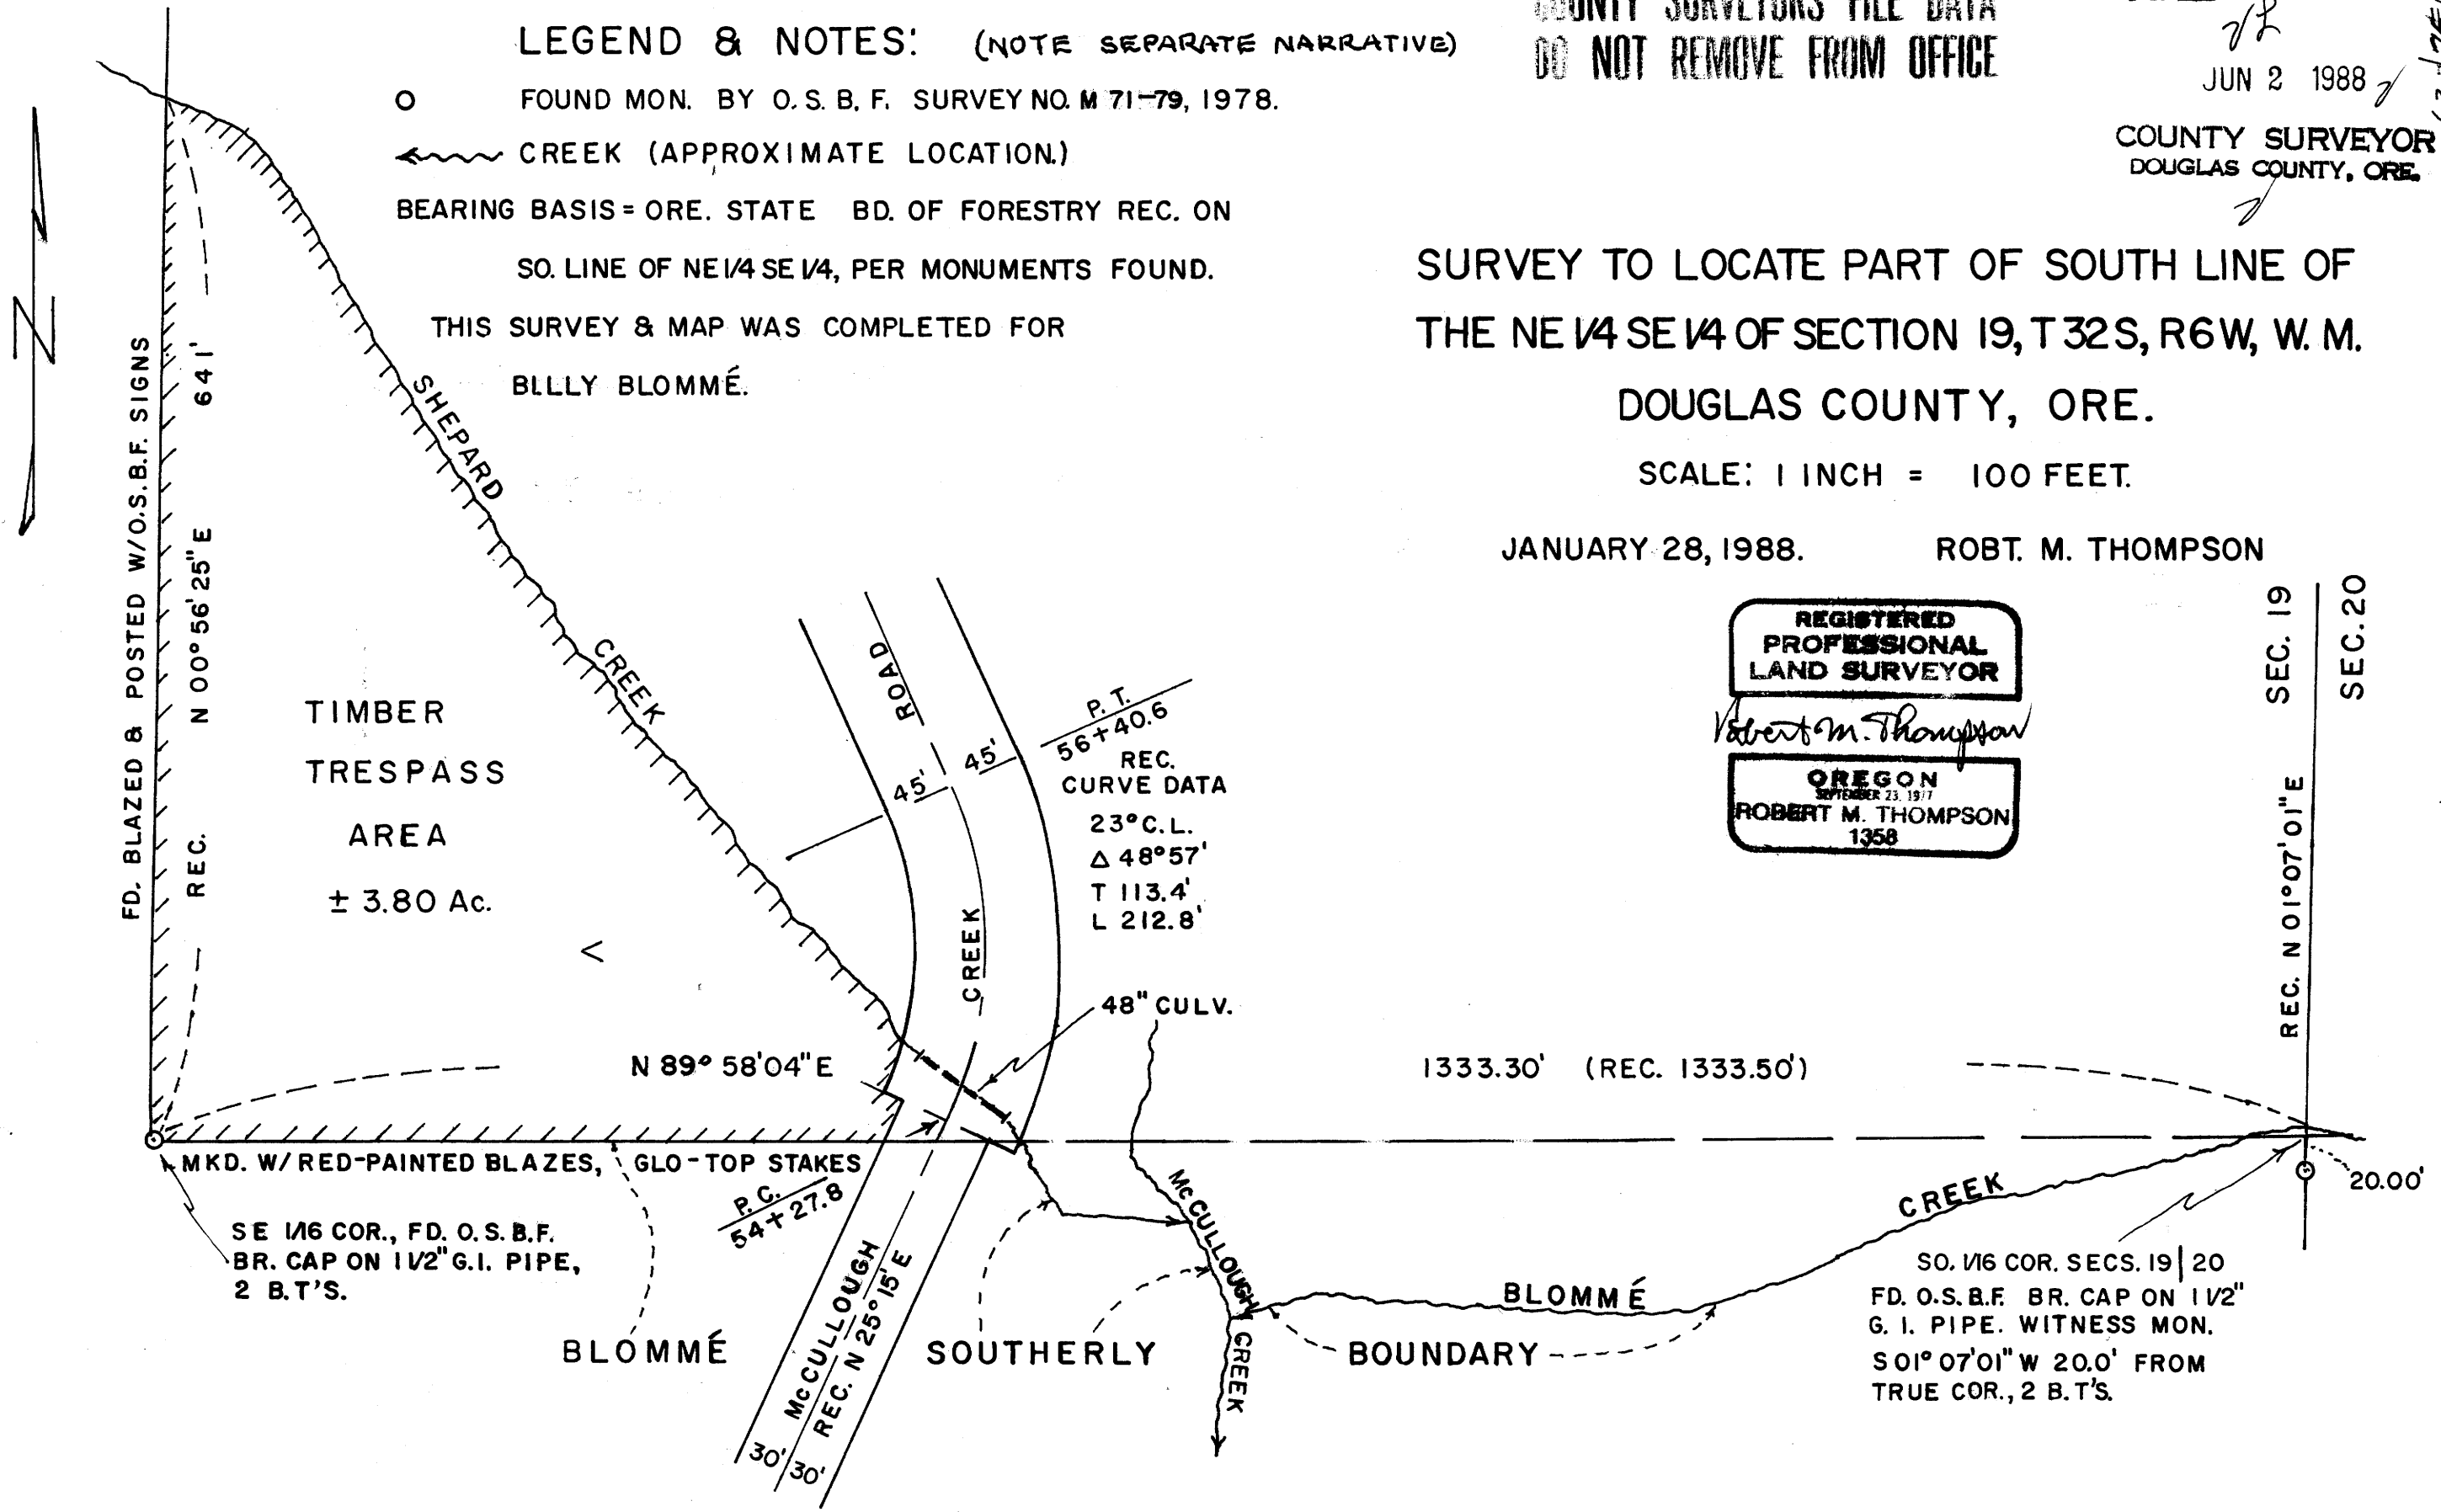 LEGEND & NOTES: (NOTE SEPARATE NARRATIVE)
FOUND MON. BY O.S.B.F. SURVEY NO. M 71-79, 1978.
CREEK (APPROXIMATE LOCATION.)
BEARING BASIS = ORE. STATE BD. OF FORESTRY REC. ON
SO. LINE OF NE 1/4 SE 1/4, PER MONUMENTS FOUND.
THIS SURVEY & MAP WAS COMPLETED FOR
BILLY BLOMMÉ.
COUNTY SURVEYORS FILE DATA
DO NOT REMOVE FROM OFFICE
JUN 2 1988
COUNTY SURVEYOR
DOUGLAS COUNTY, ORE.
SURVEY TO LOCATE PART OF SOUTH LINE OF
THE NE 1/4 SE 1/4 OF SECTION 19, T 32 S, R 6 W, W. M.
DOUGLAS COUNTY, ORE.
SCALE: 1 INCH = 100 FEET.
JANUARY 28, 1988. ROBT. M. THOMPSON
REGISTERED
PROFESSIONAL
LAND SURVEYOR
Robert M. Thompson
OREGON
SEPTEMBER 23, 1977
ROBERT M. THOMPSON
1358
SEC. 19
SEC. 20
REC. N 01° 07' 01" E
N
FD. BLAZED & POSTED W/O.S.B.F. SIGNS
REC. N 00° 56' 25" E 641'
SHEPARD
CREEK
TIMBER
TRESPASS
AREA
± 3.80 Ac.
ROAD
45'
45'
P. T.
56+40.6
REC.
CURVE DATA
23° C. L.
Δ 48° 57'
T 113.4'
L 212.8'
CREEK
48" CULV.
N 89° 58' 04" E
1333.30' (REC. 1333.50')
MKD. W/ RED-PAINTED BLAZES, GLO-TOP STAKES
P. C.
54+27.8
SE 1/16 COR., FD. O.S.B.F.
BR. CAP ON 1 1/2" G.I. PIPE,
2 B.T'S.
McCULLOUGH
REC. N 25° 15' E
30'
30'
McCULLOUGH
CREEK
BLOMMÉ
CREEK
20.00'
BLOMMÉ SOUTHERLY BOUNDARY
SO. 1/16 COR. SECS. 19|20
FD. O.S.B.F. BR. CAP ON 1 1/2"
G. I. PIPE. WITNESS MON.
S 01° 07' 01" W 20.0' FROM
TRUE COR., 2 B.T'S.